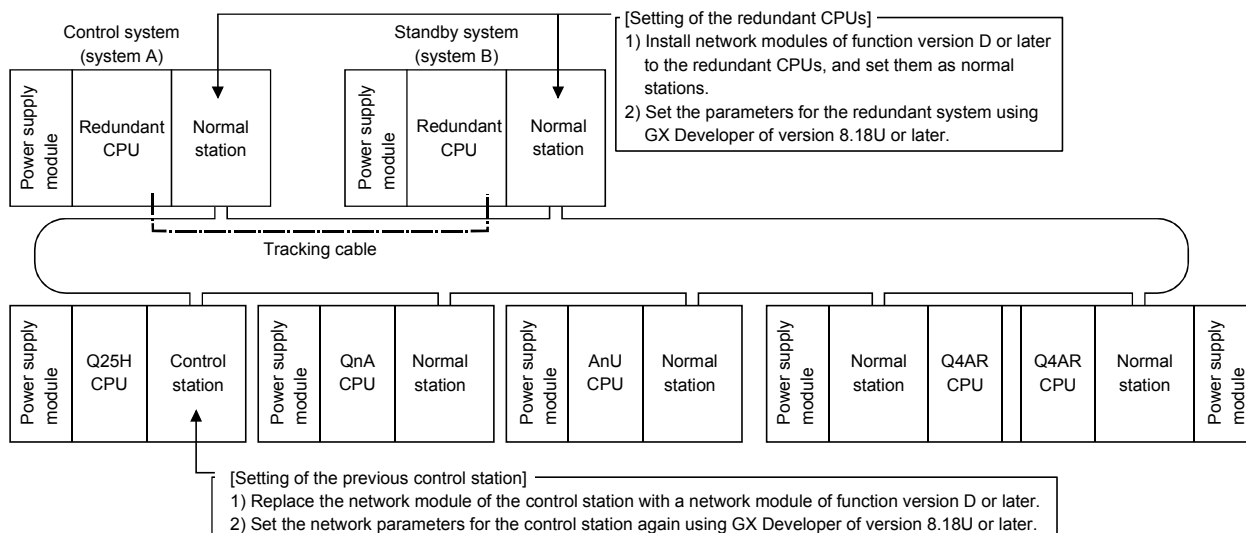 Control system
(system A)
Standby system
(system B)
[Setting of the redundant CPUs]
1) Install network modules of function version D or later
to the redundant CPUs, and set them as normal
stations.
2) Set the parameters for the redundant system using
GX Developer of version 8.18U or later.
Power supply
module
Redundant
CPU
Normal
station
Power supply
module
Redundant
CPU
Normal
station
Tracking cable
Power supply
module
Q25H
CPU
Control
station
Power supply
module
QnA
CPU
Normal
station
Power supply
module
AnU
CPU
Normal
station
Power supply
module
Normal
station
Q4AR
CPU
Q4AR
CPU
Normal
station
Power supply
module
[Setting of the previous control station]
1) Replace the network module of the control station with a network module of function version D or later.
2) Set the network parameters for the control station again using GX Developer of version 8.18U or later.